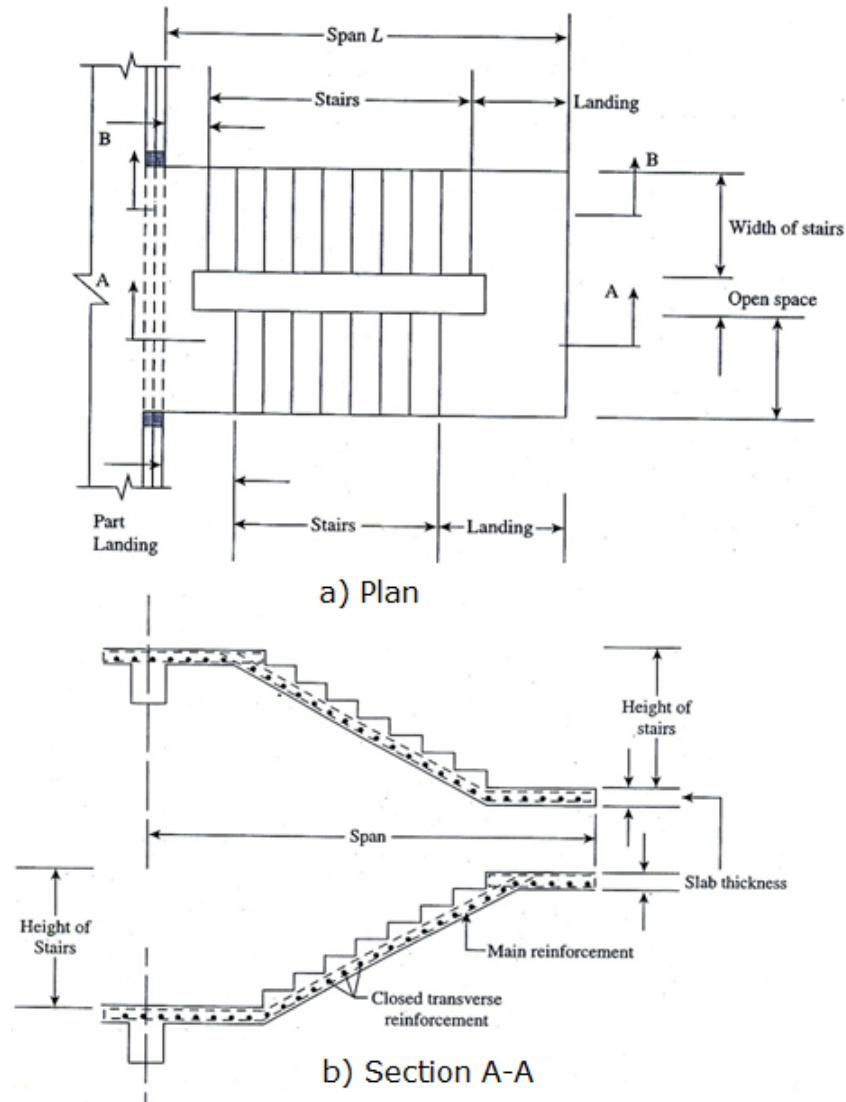 Span L
Stairs
Landing
B
B
Width of stairs
A
A
Open space
Part
Landing
Stairs
Landing
a) Plan
Height of
stairs
Span
Slab thickness
Height of
Stairs
Main reinforcement
Closed transverse
reinforcement
b) Section A-A